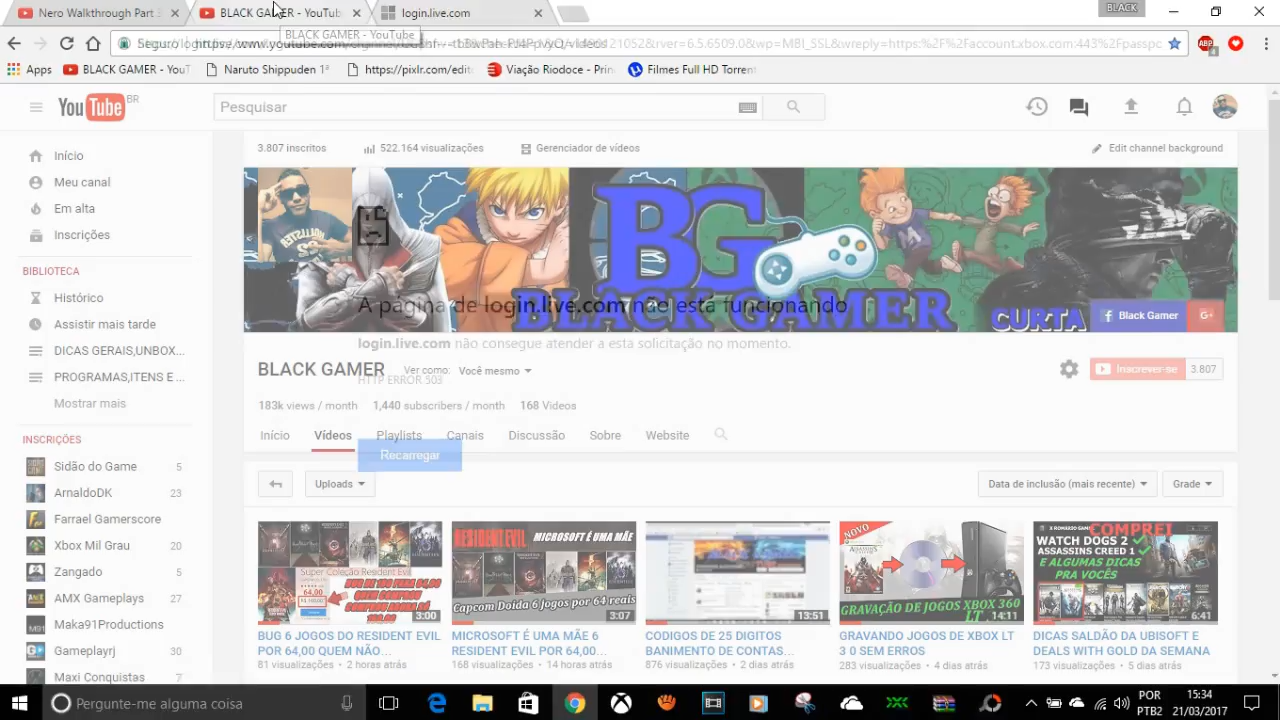 Nero Walkthrough Part 3
BLACK GAMER - YouTub
login.live.com
BLACK
BLACK GAMER - YouTube
Apps
BLACK GAMER - YouT
Naruto Shippuden 1ª
https://pixlr.com/edit
Viação Riodoce - Prin
Filmes Full HD Torren
YouTube BR
Pesquisar
3.807 inscritos
522.164 visualizações
Gerenciador de vídeos
Edit channel background
Início
Meu canal
Em alta
Inscrições
BIBLIOTECA
Histórico
Assistir mais tarde
DICAS GERAIS,UNBOX...
PROGRAMAS,ITENS E ...
Mostrar mais
INSCRIÇÕES
Sidão do Game 5
ArnaldoDK 23
Farrael Gamerscore
Xbox Mil Grau 20
Zangado 5
AMX Gameplays 27
Maka91Productions
Gameplayrj 30
Maxi Conquistas
BG
BLACK GAMER
CURTA
Black Gamer
G+
A página de login.live.com não está funcionando
login.live.com não consegue atender a esta solicitação no momento.
HTTP ERROR 503
Recarregar
BLACK GAMER
Ver como: Você mesmo
Inscrever-se 3.807
183k views / month
1,440 subscribers / month
168 Videos
Início
Vídeos
Playlists
Canais
Discussão
Sobre
Website
Uploads
Data de inclusão (mais recente)
Grade
Super Coleção Resident Evil
64,00
3:00
BUG 6 JOGOS DO RESIDENT EVIL
POR 64,00 QUEM NÃO...
81 visualizações • 2 horas atrás
RESIDENT EVIL
MICROSOFT É UMA MÃE
Capcom Doida 6 jogos por 64 reais
3:07
MICROSOFT É UMA MÃE 6
RESIDENT EVIL POR 64,00...
168 visualizações • 14 horas atrás
13:51
CODIGOS DE 25 DIGITOS
BANIMENTO DE CONTAS...
876 visualizações • 2 dias atrás
NOVO
GRAVAÇÃO DE JOGOS XBOX 360
LT
14:11
GRAVANDO JOGOS DE XBOX LT
3 0 SEM ERROS
283 visualizações • 4 dias atrás
COMPREI
WATCH DOGS 2
ASSASSINS CREED 1
E ALGUMAS DICAS
PRA VOCÊS
6:41
DICAS SALDÃO DA UBISOFT E
DEALS WITH GOLD DA SEMANA
173 visualizações • 5 dias atrás
Pergunte-me alguma coisa
POR
PTB2
15:34
21/03/2017